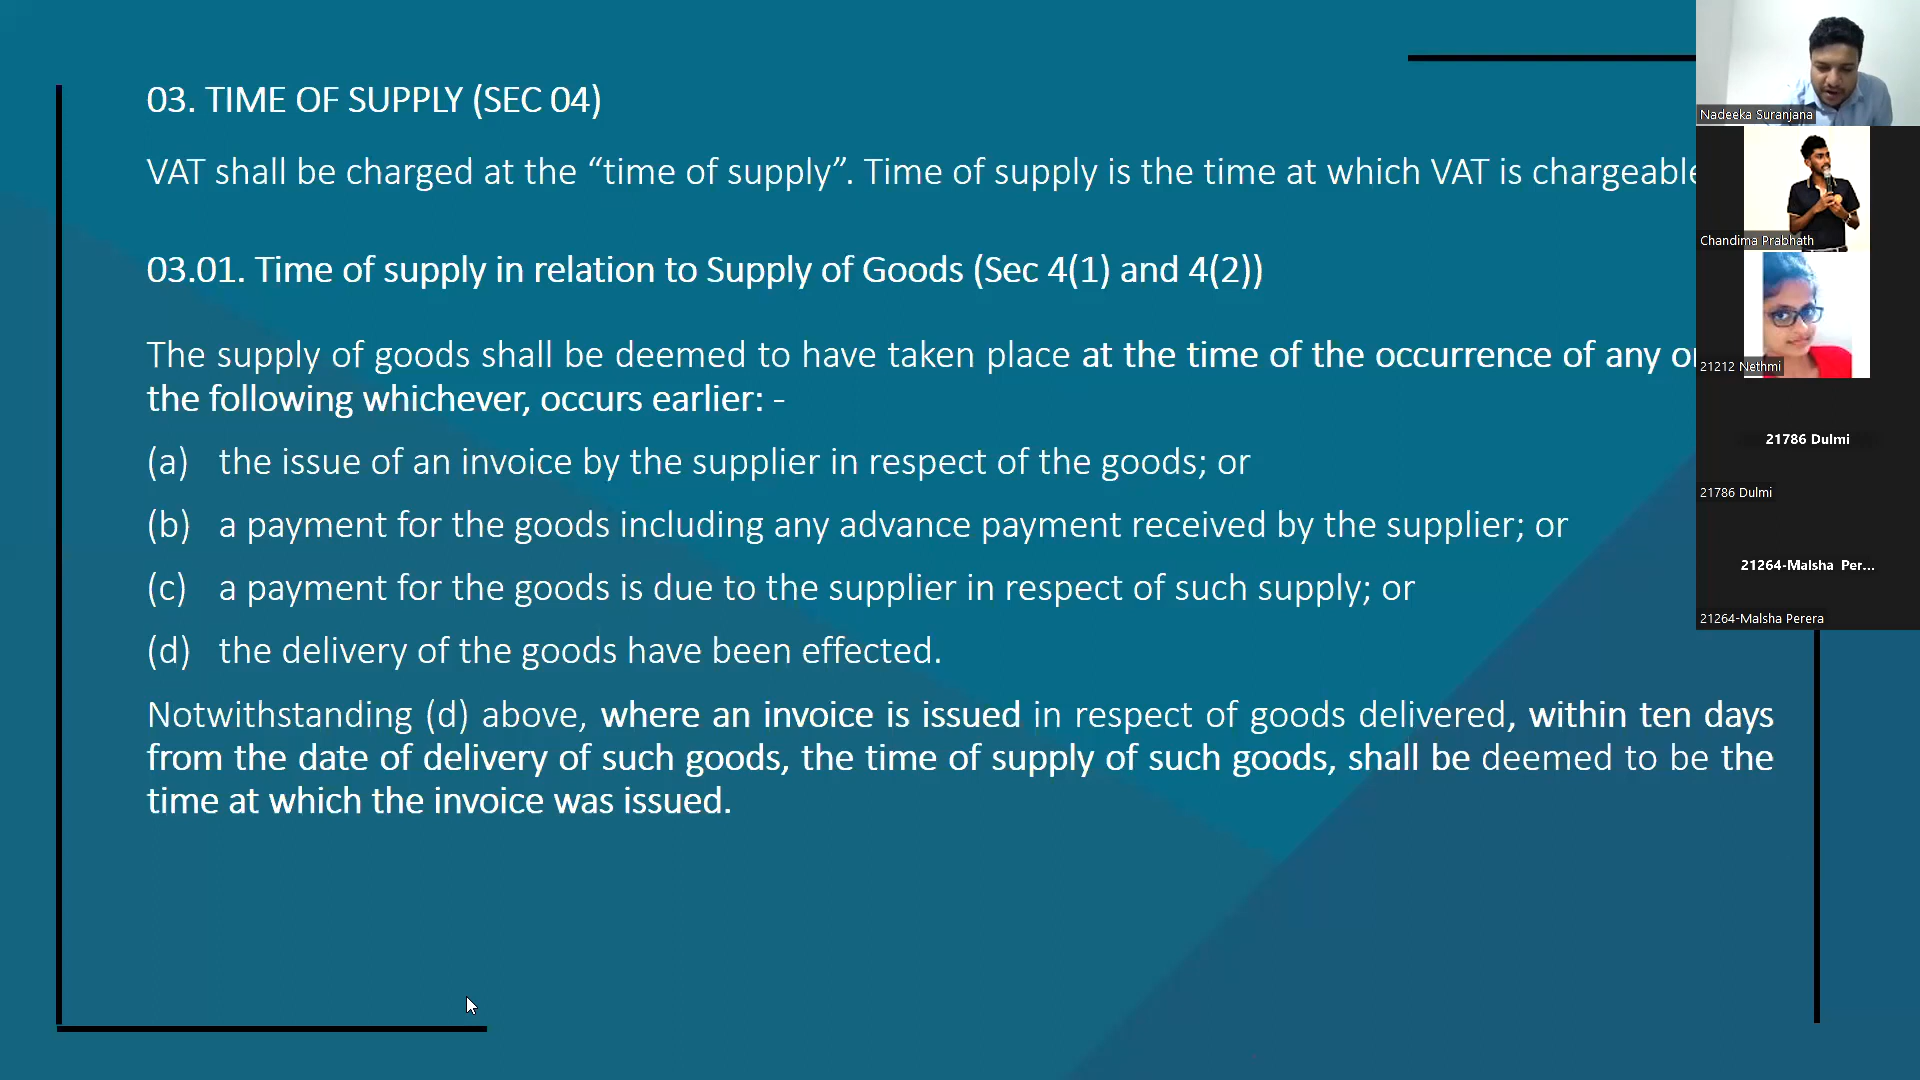 03. TIME OF SUPPLY (SEC 04)
VAT shall be charged at the “time of supply”. Time of supply is the time at which VAT is chargeable
03.01. Time of supply in relation to Supply of Goods (Sec 4(1) and 4(2))
The supply of goods shall be deemed to have taken place at the time of the occurrence of any
the following whichever, occurs earlier: -
(a) the issue of an invoice by the supplier in respect of the goods; or
(b) a payment for the goods including any advance payment received by the supplier; or
(c) a payment for the goods is due to the supplier in respect of such supply; or
(d) the delivery of the goods have been effected.
Notwithstanding (d) above, where an invoice is issued in respect of goods delivered, within ten days
from the date of delivery of such goods, the time of supply of such goods, shall be deemed to be the
time at which the invoice was issued.
Nadeeka Suranjana
Chandima Prabhath
21212 Nethmi
21786 Dulmi
21786 Dulmi
21264-Malsha Per...
21264-Malsha Perera